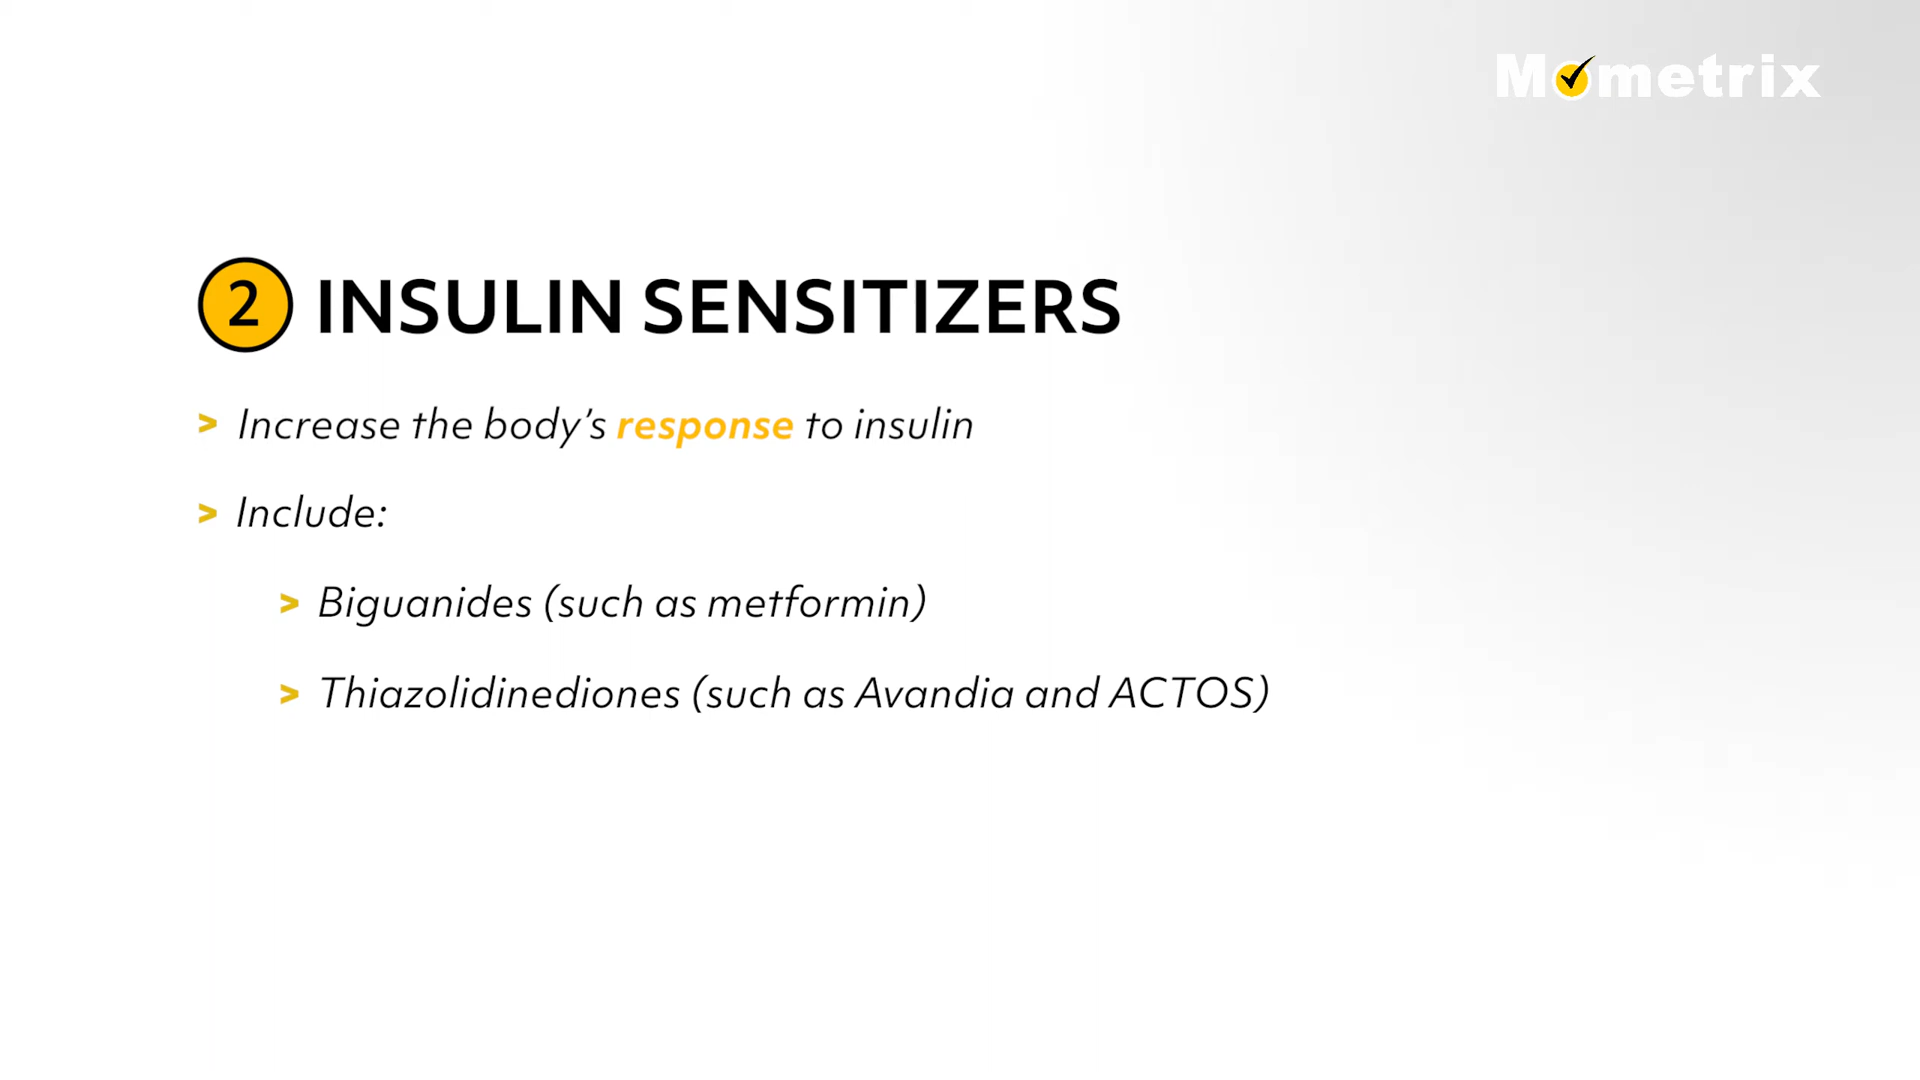 Mometrix
2 INSULIN SENSITIZERS
> Increase the body's response to insulin
> Include:
> Biguanides (such as metformin)
> Thiazolidinediones (such as Avandia and ACTOS)